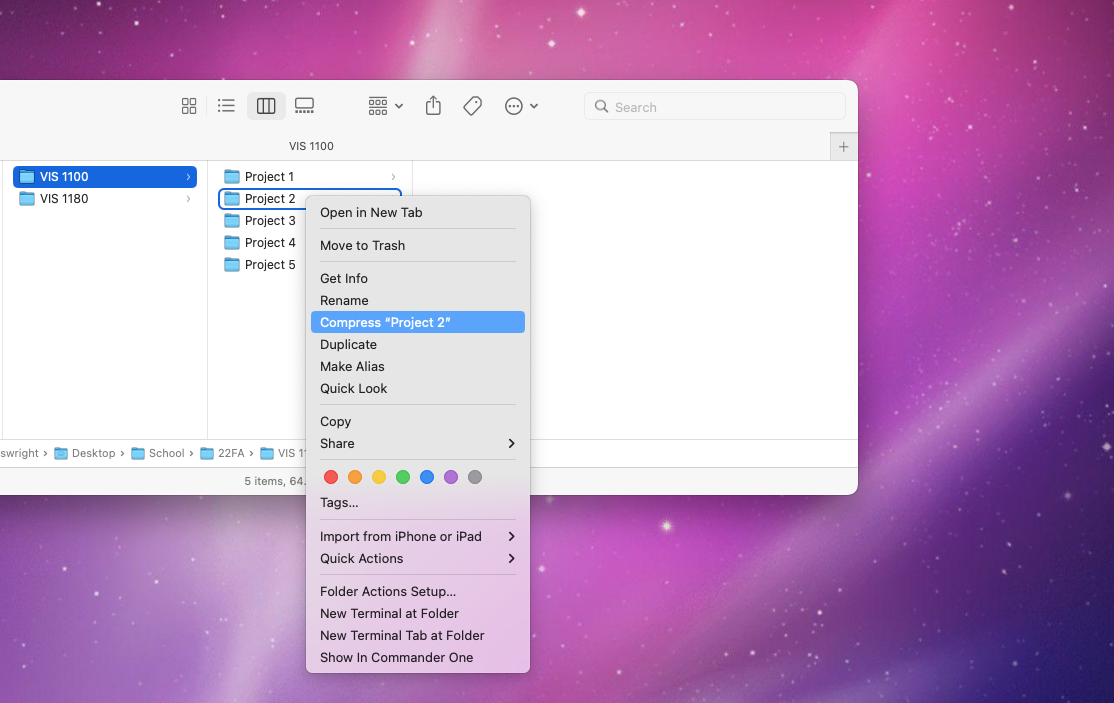 Search
VIS 1100
VIS 1100
VIS 1180
Project 1
Project 2
Project 3
Project 4
Project 5
Open in New Tab
Move to Trash
Get Info
Rename
Compress “Project 2”
Duplicate
Make Alias
Quick Look
Copy
Share
Tags...
Import from iPhone or iPad
Quick Actions
Folder Actions Setup...
New Terminal at Folder
New Terminal Tab at Folder
Show In Commander One
swright › Desktop › School › 22FA › VIS 11
5 items, 64.